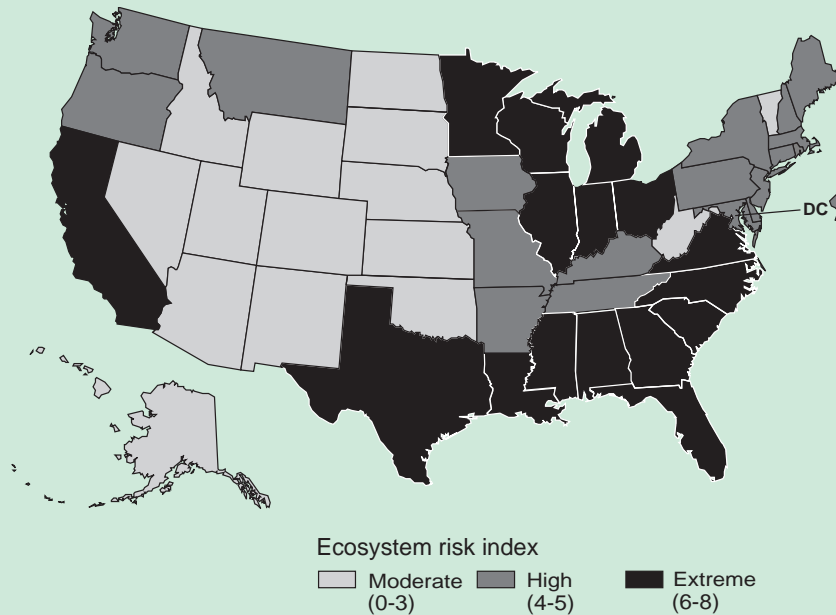 DC
Ecosystem risk index
Moderate
(0-3)
High
(4-5)
Extreme
(6-8)